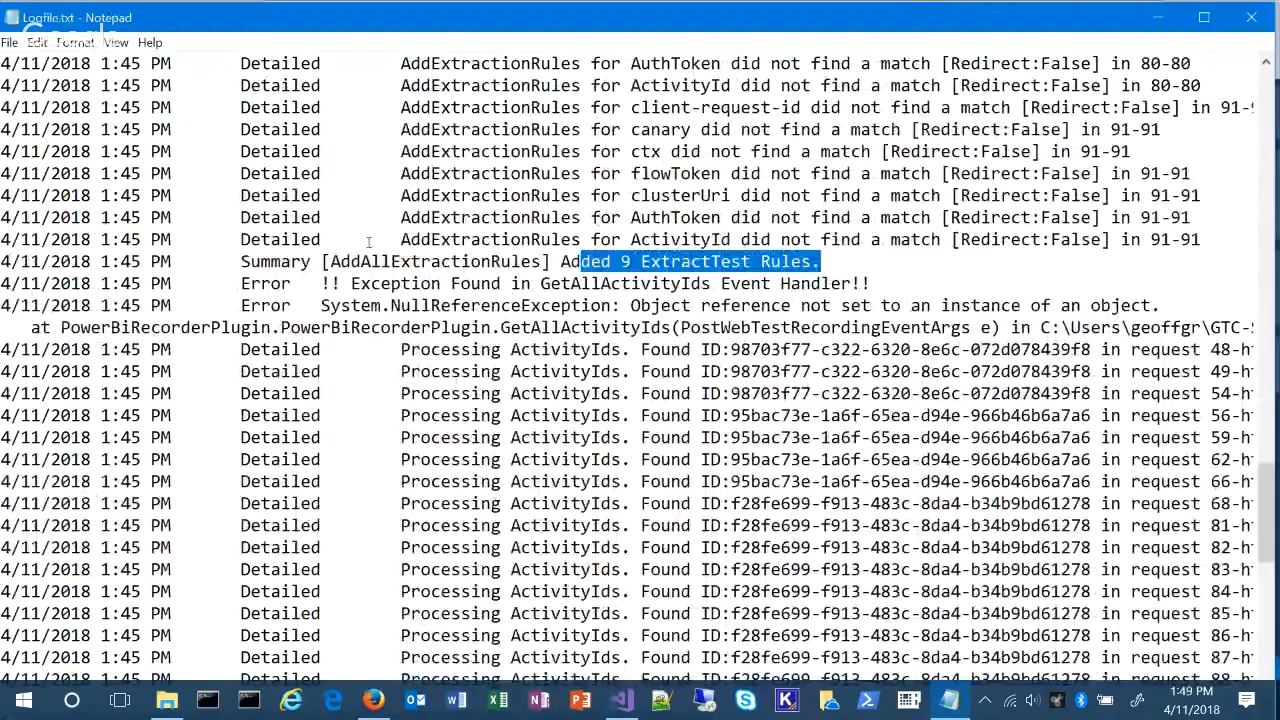 Logfile.txt - Notepad
File Edit Format View Help
4/11/2018 1:45 PM Detailed AddExtractionRules for AuthToken did not find a match [Redirect:False] in 80-80
4/11/2018 1:45 PM Detailed AddExtractionRules for ActivityId did not find a match [Redirect:False] in 80-80
4/11/2018 1:45 PM Detailed AddExtractionRules for client-request-id did not find a match [Redirect:False] in 91-9
4/11/2018 1:45 PM Detailed AddExtractionRules for canary did not find a match [Redirect:False] in 91-91
4/11/2018 1:45 PM Detailed AddExtractionRules for ctx did not find a match [Redirect:False] in 91-91
4/11/2018 1:45 PM Detailed AddExtractionRules for flowToken did not find a match [Redirect:False] in 91-91
4/11/2018 1:45 PM Detailed AddExtractionRules for clusterUri did not find a match [Redirect:False] in 91-91
4/11/2018 1:45 PM Detailed AddExtractionRules for AuthToken did not find a match [Redirect:False] in 91-91
4/11/2018 1:45 PM Detailed AddExtractionRules for ActivityId did not find a match [Redirect:False] in 91-91
4/11/2018 1:45 PM Summary [AddAllExtractionRules] Added 9 ExtractTest Rules.
4/11/2018 1:45 PM Error !! Exception Found in GetAllActivityIds Event Handler!!
4/11/2018 1:45 PM Error System.NullReferenceException: Object reference not set to an instance of an object.
at PowerBiRecorderPlugin.PowerBiRecorderPlugin.GetAllActivityIds(PostWebTestRecordingEventArgs e) in C:\Users\geoffgr\GTC-
4/11/2018 1:45 PM Detailed Processing ActivityIds. Found ID:98703f77-c322-6320-8e6c-072d078439f8 in request 48-h
4/11/2018 1:45 PM Detailed Processing ActivityIds. Found ID:98703f77-c322-6320-8e6c-072d078439f8 in request 49-h
4/11/2018 1:45 PM Detailed Processing ActivityIds. Found ID:98703f77-c322-6320-8e6c-072d078439f8 in request 54-h
4/11/2018 1:45 PM Detailed Processing ActivityIds. Found ID:95bac73e-1a6f-65ea-d94e-966b46b6a7a6 in request 56-h
4/11/2018 1:45 PM Detailed Processing ActivityIds. Found ID:95bac73e-1a6f-65ea-d94e-966b46b6a7a6 in request 59-h
4/11/2018 1:45 PM Detailed Processing ActivityIds. Found ID:95bac73e-1a6f-65ea-d94e-966b46b6a7a6 in request 62-h
4/11/2018 1:45 PM Detailed Processing ActivityIds. Found ID:95bac73e-1a6f-65ea-d94e-966b46b6a7a6 in request 66-h
4/11/2018 1:45 PM Detailed Processing ActivityIds. Found ID:f28fe699-f913-483c-8da4-b34b9bd61278 in request 68-h
4/11/2018 1:45 PM Detailed Processing ActivityIds. Found ID:f28fe699-f913-483c-8da4-b34b9bd61278 in request 81-h
4/11/2018 1:45 PM Detailed Processing ActivityIds. Found ID:f28fe699-f913-483c-8da4-b34b9bd61278 in request 82-h
4/11/2018 1:45 PM Detailed Processing ActivityIds. Found ID:f28fe699-f913-483c-8da4-b34b9bd61278 in request 83-h
4/11/2018 1:45 PM Detailed Processing ActivityIds. Found ID:f28fe699-f913-483c-8da4-b34b9bd61278 in request 84-h
4/11/2018 1:45 PM Detailed Processing ActivityIds. Found ID:f28fe699-f913-483c-8da4-b34b9bd61278 in request 85-h
4/11/2018 1:45 PM Detailed Processing ActivityIds. Found ID:f28fe699-f913-483c-8da4-b34b9bd61278 in request 86-h
4/11/2018 1:45 PM Detailed Processing ActivityIds. Found ID:f28fe699-f913-483c-8da4-b34b9bd61278 in request 87-h
4/11/2018 1:45 PM Detailed Processing ActivityIds. Found ID:f28fe699-f913-483c-8da4-b34b9bd61278 in request 88-h
1:49 PM
4/11/2018